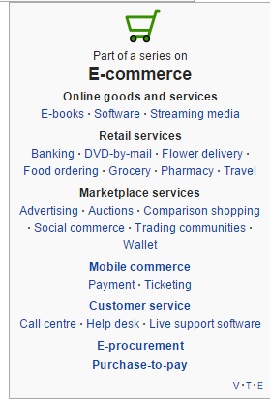 Part of a series on
E-commerce
Online goods and services
E-books · Software · Streaming media
Retail services
Banking · DVD-by-mail · Flower delivery ·
Food ordering · Grocery · Pharmacy · Travel
Marketplace services
Advertising · Auctions · Comparison shopping
· Social commerce · Trading communities ·
Wallet
Mobile commerce
Payment · Ticketing
Customer service
Call centre · Help desk · Live support software
E-procurement
Purchase-to-pay
V · T · E